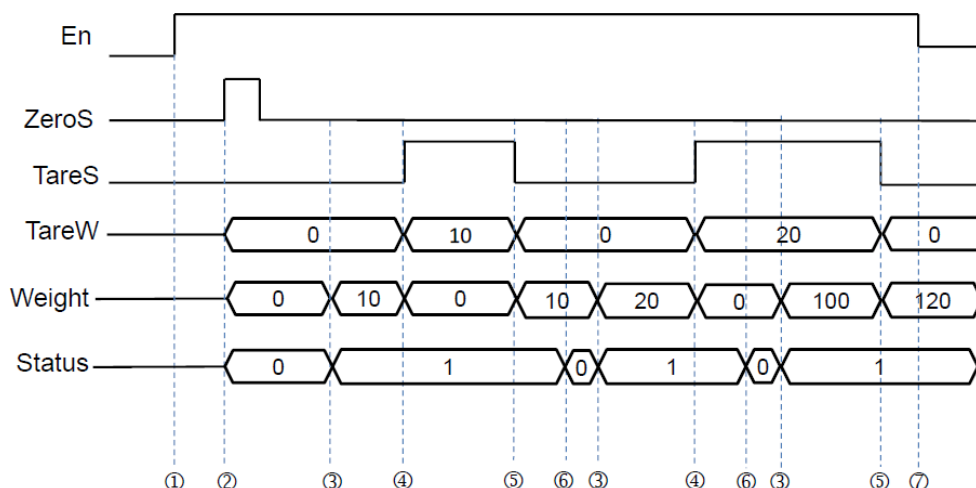 En
ZeroS
TareS
TareW 0 10 0 20 0
Weight 0 10 0 10 20 0 100 120
Status 0 1 0 1 0 1
① ② ③ ④ ⑤ ⑥ ③ ④ ⑥ ③ ⑤ ⑦